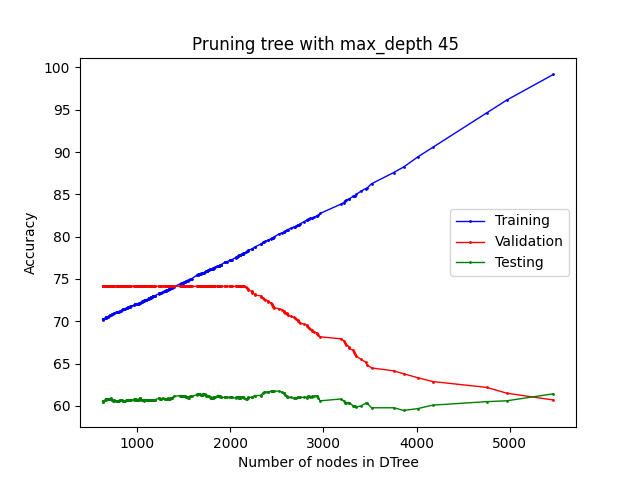 Pruning tree with max_depth 45
100
95
90
85
80
75
70
65
60
Accuracy
Training
Validation
Testing
1000 2000 3000 4000 5000
Number of nodes in DTree